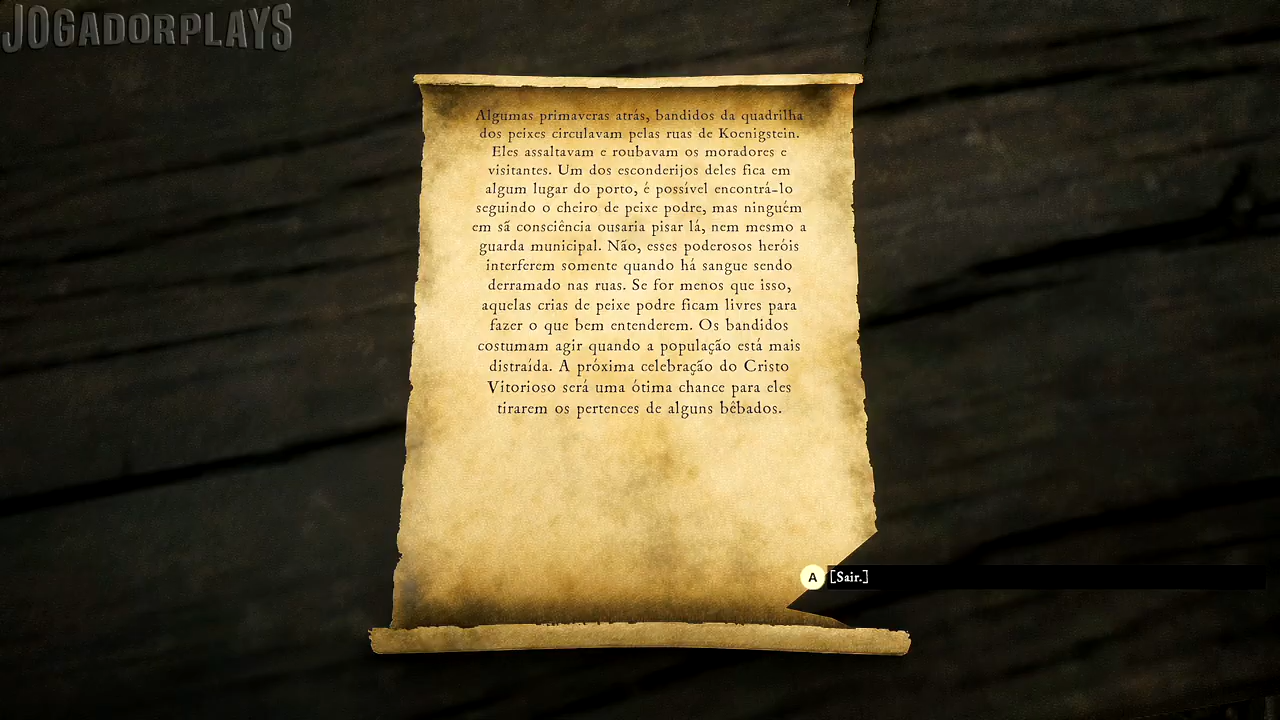 JOGADORPLAYS
Algumas primaveras atrás, bandidos da quadrilha
dos peixes circulavam pelas ruas de Koenigstein.
Eles assaltavam e roubavam os moradores e
visitantes. Um dos esconderijos deles fica em
algum lugar do porto, é possível encontrá-lo
seguindo o cheiro de peixe podre, mas ninguém
em sã consciência ousaria pisar lá, nem mesmo a
guarda municipal. Não, esses poderosos heróis
interferem somente quando há sangue sendo
derramado nas ruas. Se for menos que isso,
aquelas crias de peixe podre ficam livres para
fazer o que bem entenderem. Os bandidos
costumam agir quando a população está mais
distraída. A próxima celebração do Cristo
Vitorioso será uma ótima chance para eles
tirarem os pertences de alguns bêbados.
A [Sair.]